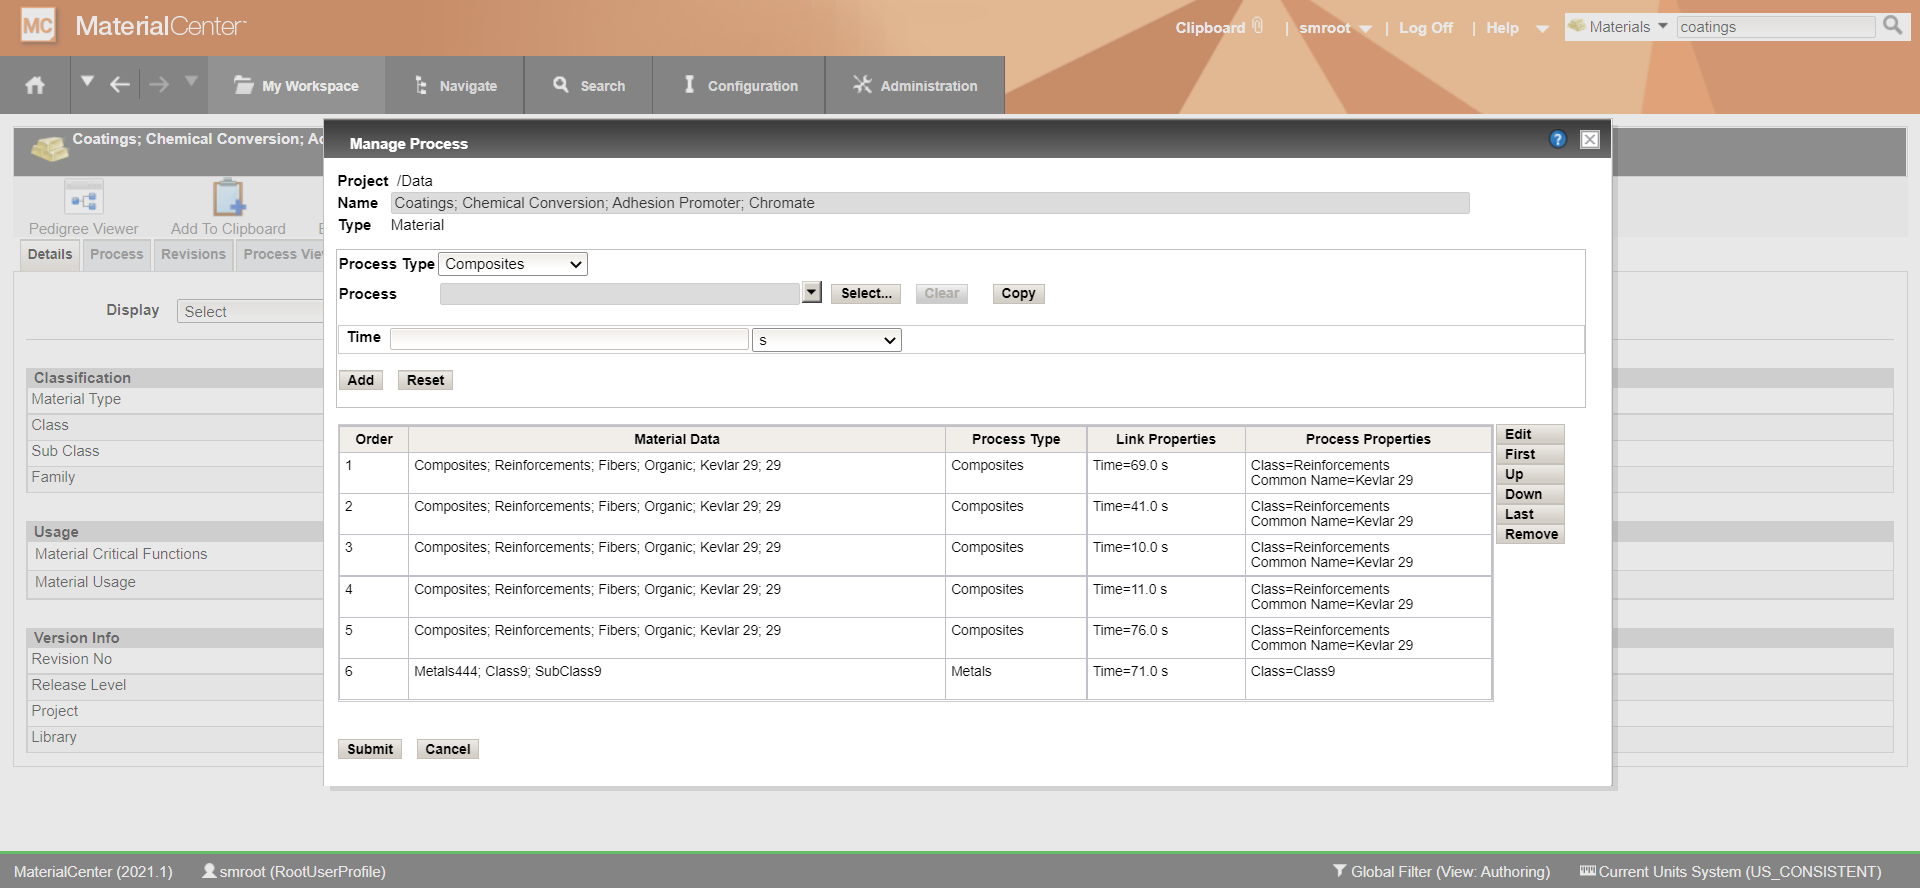 MC MaterialCenter
Clipboard | smroot | Log Off | Help
Materials coatings
My Workspace Navigate Search Configuration Administration
Coatings; Chemical Conversion; Ad
Pedigree Viewer Add To Clipboard
Details Process Revisions Process Vie
Display Select
Classification
Material Type
Class
Sub Class
Family
Usage
Material Critical Functions
Material Usage
Version Info
Revision No
Release Level
Project
Library
Manage Process ?
Project /Data
Name Coatings; Chemical Conversion; Adhesion Promoter; Chromate
Type Material
Process Type Composites
Process Select... Clear Copy
Time s
Add Reset
Order Material Data Process Type Link Properties Process Properties
1 Composites; Reinforcements; Fibers; Organic; Kevlar 29; 29 Composites Time=69.0 s Class=Reinforcements
Common Name=Kevlar 29
2 Composites; Reinforcements; Fibers; Organic; Kevlar 29; 29 Composites Time=41.0 s Class=Reinforcements
Common Name=Kevlar 29
3 Composites; Reinforcements; Fibers; Organic; Kevlar 29; 29 Composites Time=10.0 s Class=Reinforcements
Common Name=Kevlar 29
4 Composites; Reinforcements; Fibers; Organic; Kevlar 29; 29 Composites Time=11.0 s Class=Reinforcements
Common Name=Kevlar 29
5 Composites; Reinforcements; Fibers; Organic; Kevlar 29; 29 Composites Time=76.0 s Class=Reinforcements
Common Name=Kevlar 29
6 Metals444; Class9; SubClass9 Metals Time=71.0 s Class=Class9
Edit
First
Up
Down
Last
Remove
Submit Cancel
MaterialCenter (2021.1) smroot (RootUserProfile) Global Filter (View: Authoring) Current Units System (US_CONSISTENT)